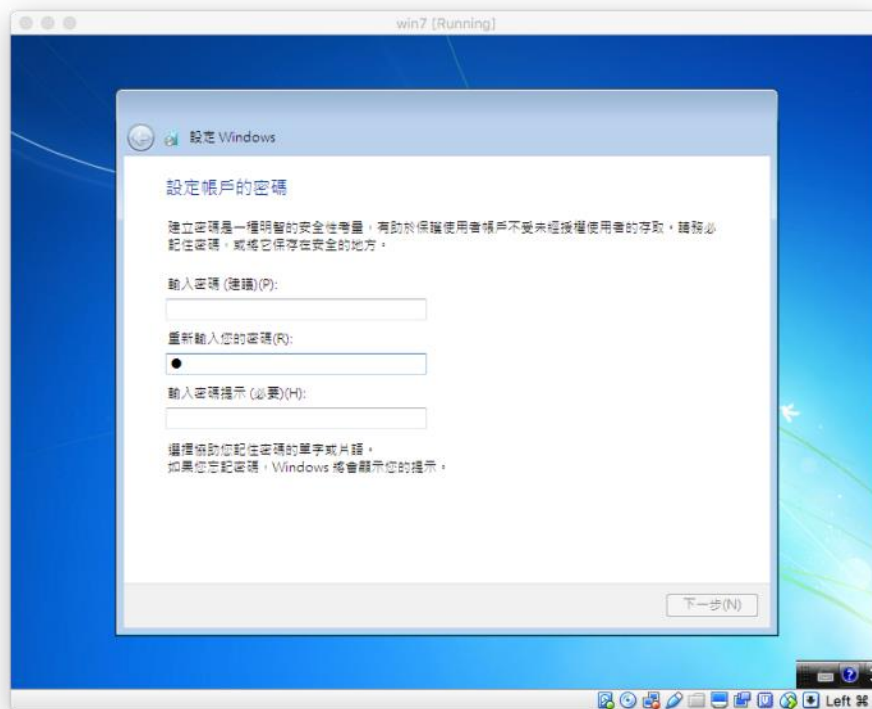 win7 [Running]
設定 Windows
設定帳戶的密碼
建立密碼是一種明智的安全性考量，有助於保護使用者帳戶不受未經授權使用者的存取。請務必
記住密碼，或將它保存在安全的地方。
輸入密碼 (建議)(P):
重新輸入您的密碼(R):
輸入密碼提示 (必要)(H):
選擇協助您記住密碼的單字或片語。
如果您忘記密碼，Windows 將會顯示您的提示。
下一步(N)
Left ⌘